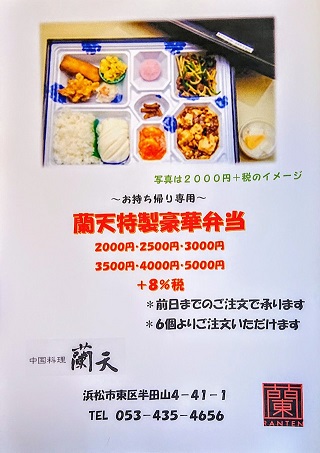 写真は2000円+税のイメージ
～お持ち帰り専用～
蘭天特製豪華弁当
2000円・2500円・3000円
3500円・4000円・5000円
+8%税
*前日までのご注文で承ります
*6個よりご注文いただけます
中国料理 蘭天
浜松市東区半田山4-41-1
TEL 053-435-4656
蘭
RANTEN